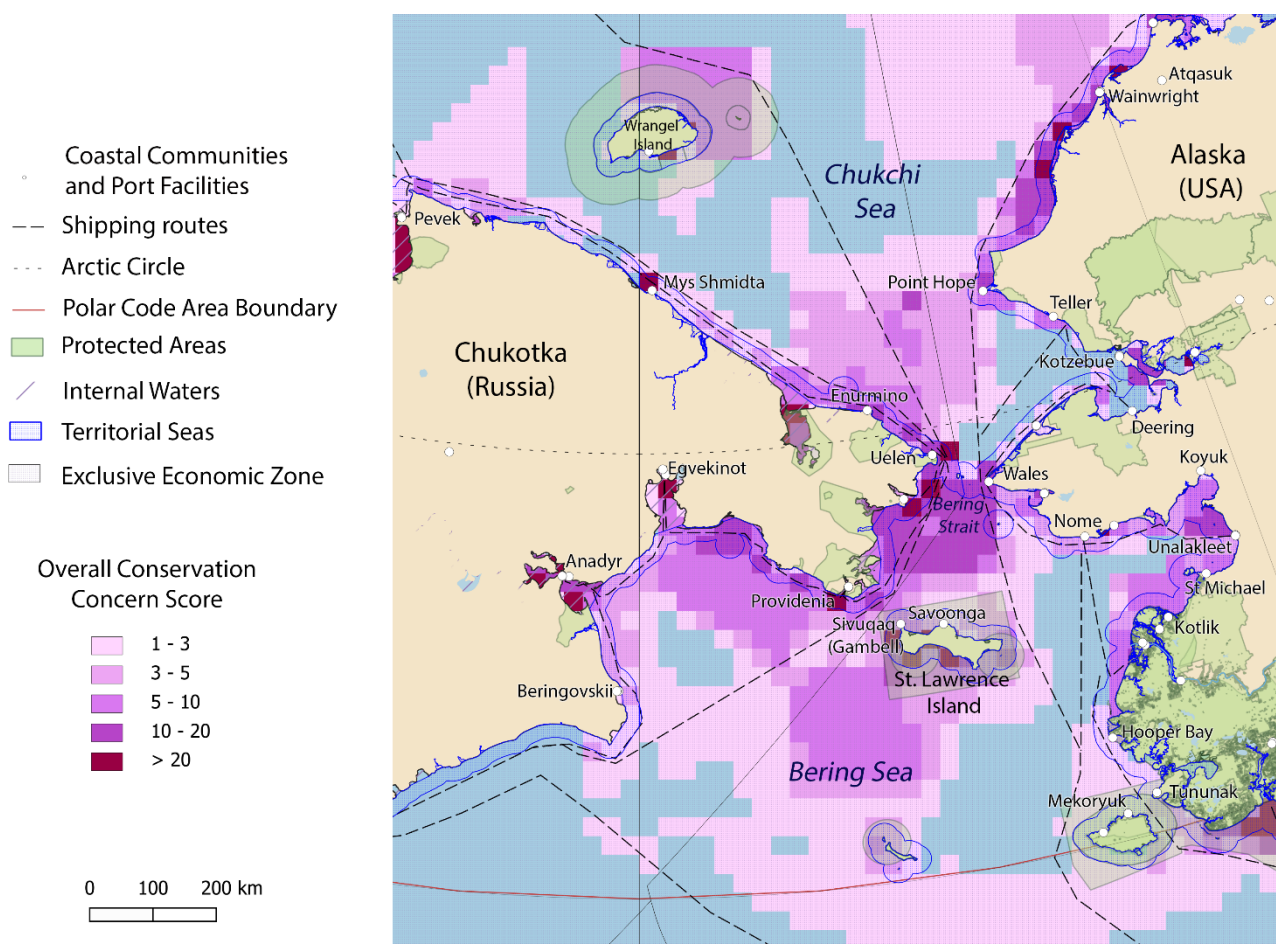 Coastal Communities
and Port Facilities
Shipping routes
Arctic Circle
Polar Code Area Boundary
Protected Areas
Internal Waters
Territorial Seas
Exclusive Economic Zone
Overall Conservation
Concern Score
1 - 3
3 - 5
5 - 10
10 - 20
> 20
0 100 200 km
Wrangel
Island
Atqasuk
Wainwright
Chukchi
Sea
Alaska
(USA)
Pevek
Mys Shmidta
Point Hope
Teller
Kotzebue
Chukotka
(Russia)
Enurmino
Deering
Uelen
Koyuk
Egvekinot
Wales
Bering
Strait
Nome
Unalakleet
Anadyr
St Michael
Providenia
Savoonga
Sivuqaq
(Gambell)
Kotlik
St. Lawrence
Island
Beringovskii
Hooper Bay
Bering Sea
Tununak
Mekoryuk